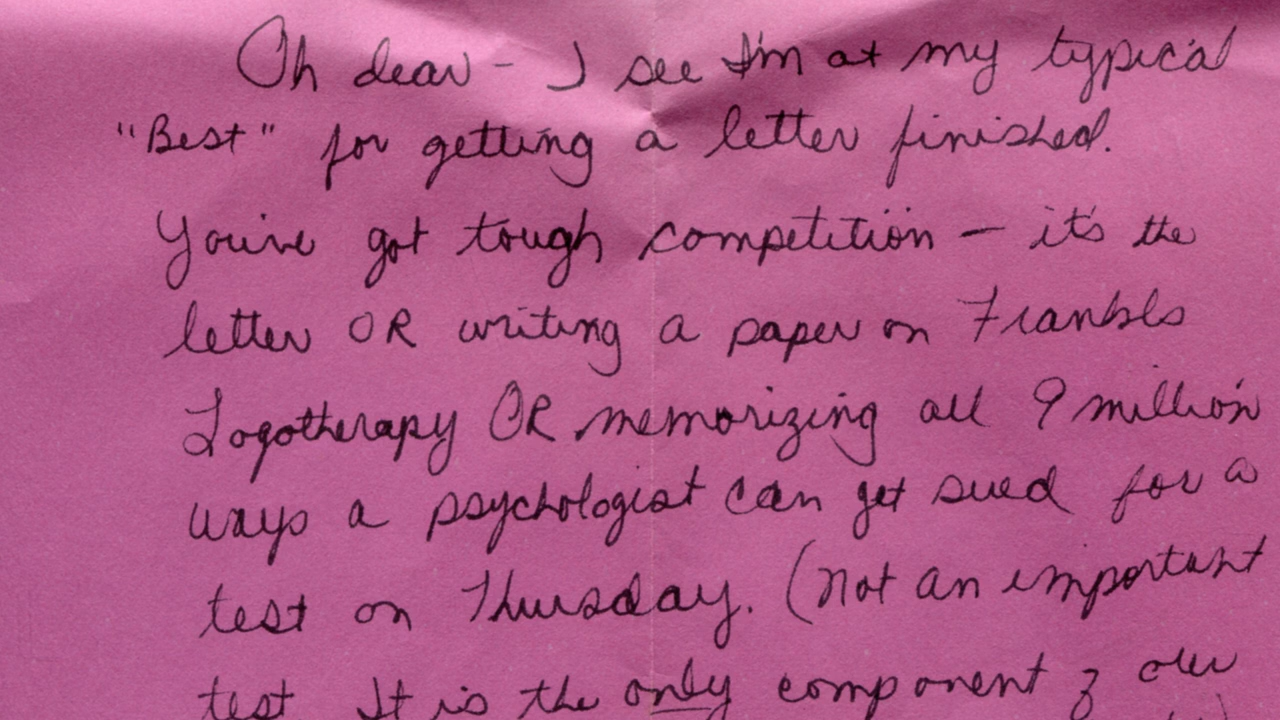 Oh dear - I see I'm at my typical
"Best" for getting a letter finished.
You've got tough competition — it's the
letter OR writing a paper on Frankls
Logotherapy OR memorizing all 9 million
ways a psychologist can get sued for a
test on Thursday. (Not an important
test It is the only component of our